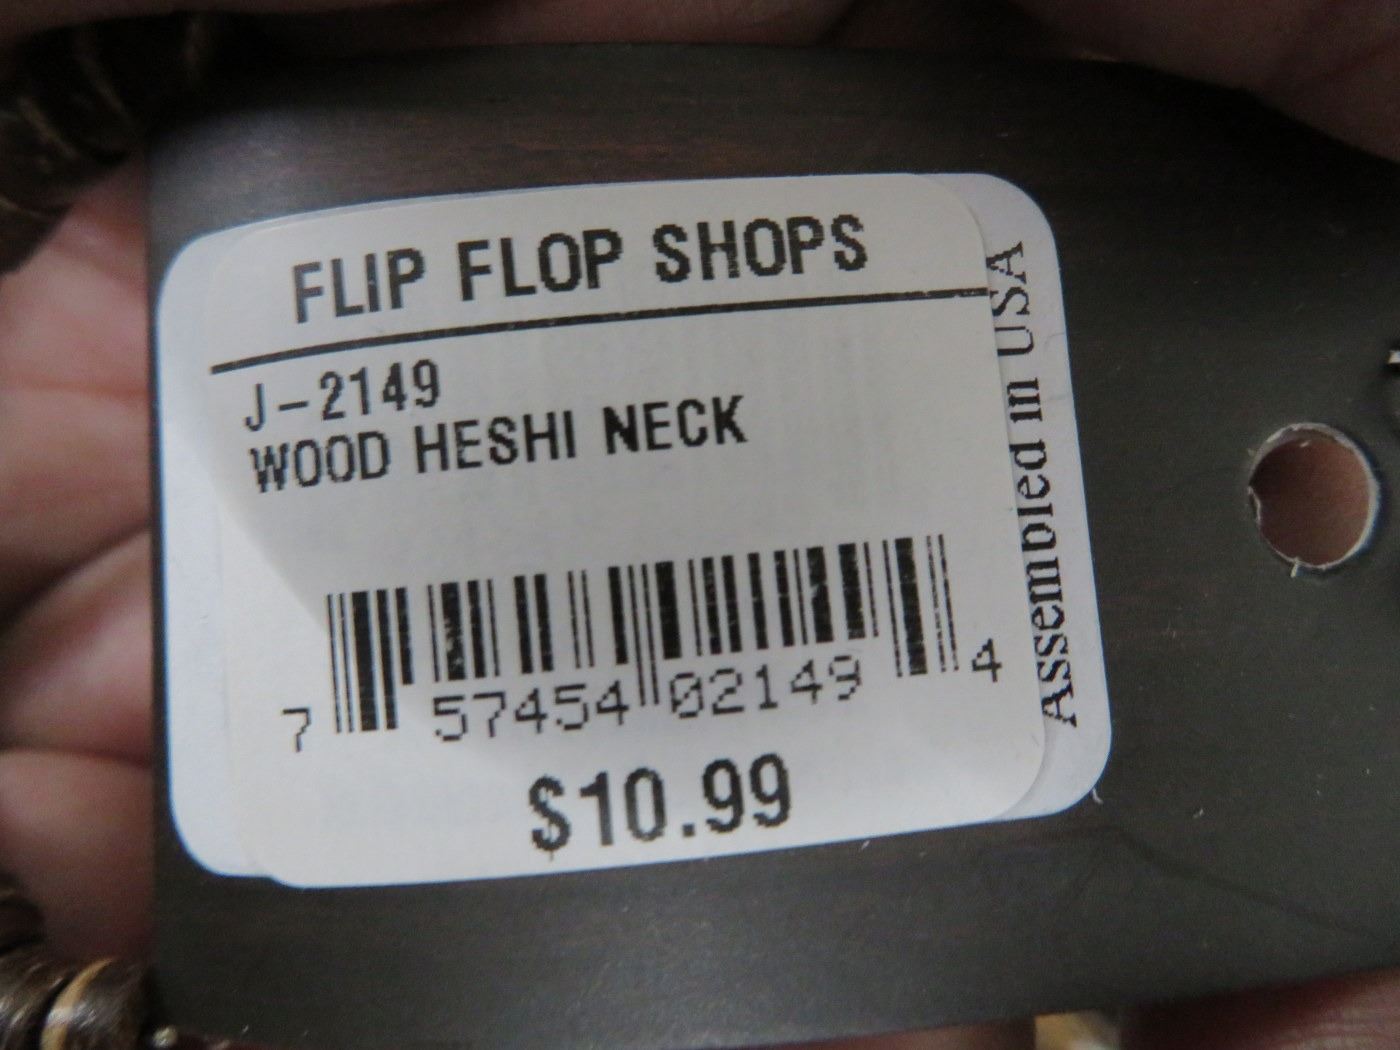 FLIP FLOP SHOPS
J-2149
WOOD HESHI NECK
7 57454 02149 4
$10.99
Assembled in USA